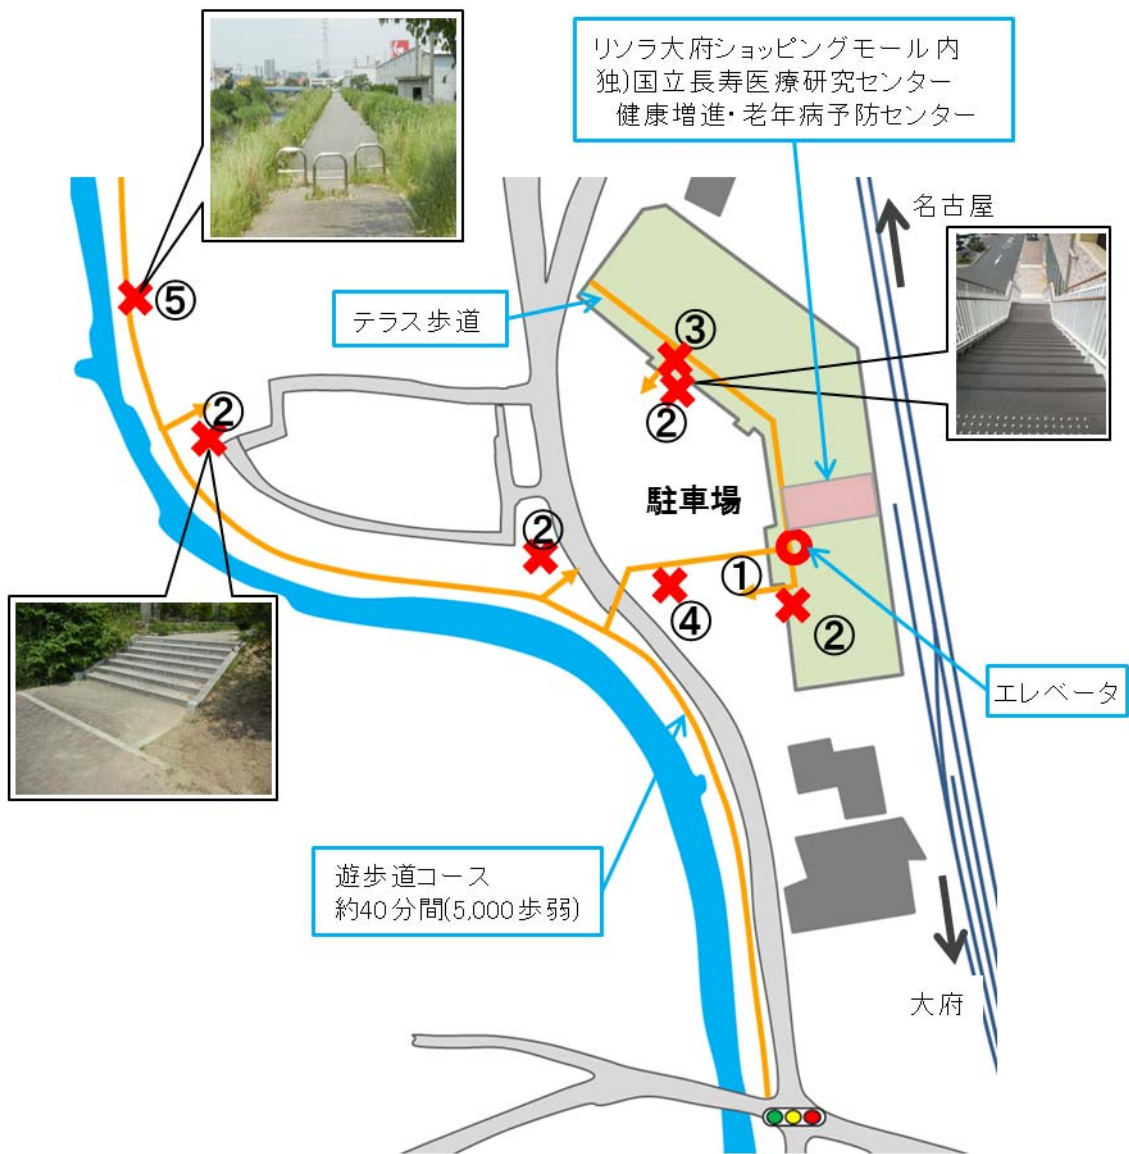 リソラ大府ショッピングモール内
独)国立長寿医療研究センター
健康増進・老年病予防センター
名古屋
⑤
テラス歩道
③
②
②
駐車場
②
①
④
②
エレベータ
遊歩道コース
約40分間(5,000歩弱)
大府